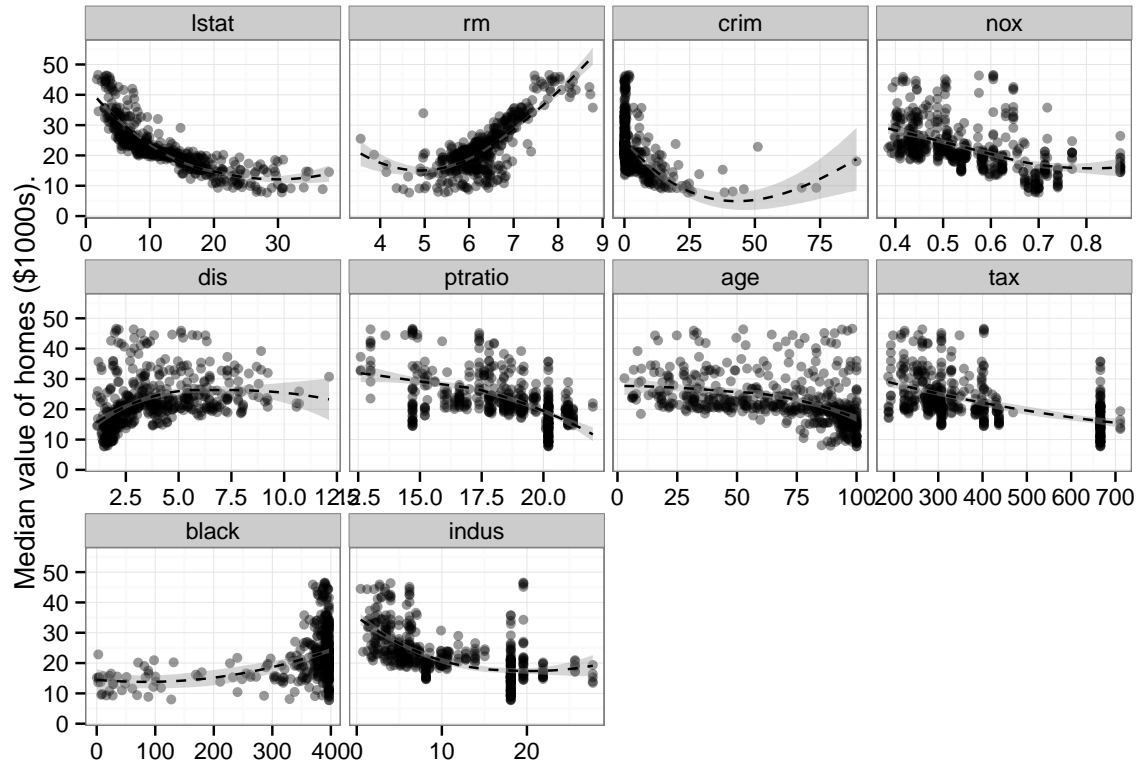 lstat rm crim nox
50
40
30
20
10
0
0 10 20 30 4 5 6 7 8 9 0 25 50 75 0.4 0.5 0.6 0.7 0.8
dis ptratio age tax
50
40
30
20
10
0
2.5 5.0 7.5 10.0 12.5 12.5 15.0 17.5 20.0 0 25 50 75 100 200 300 400 500 600 700
black indus
50
40
30
20
10
0
0 100 200 300 400 0 10 20
Median value of homes ($1000s).